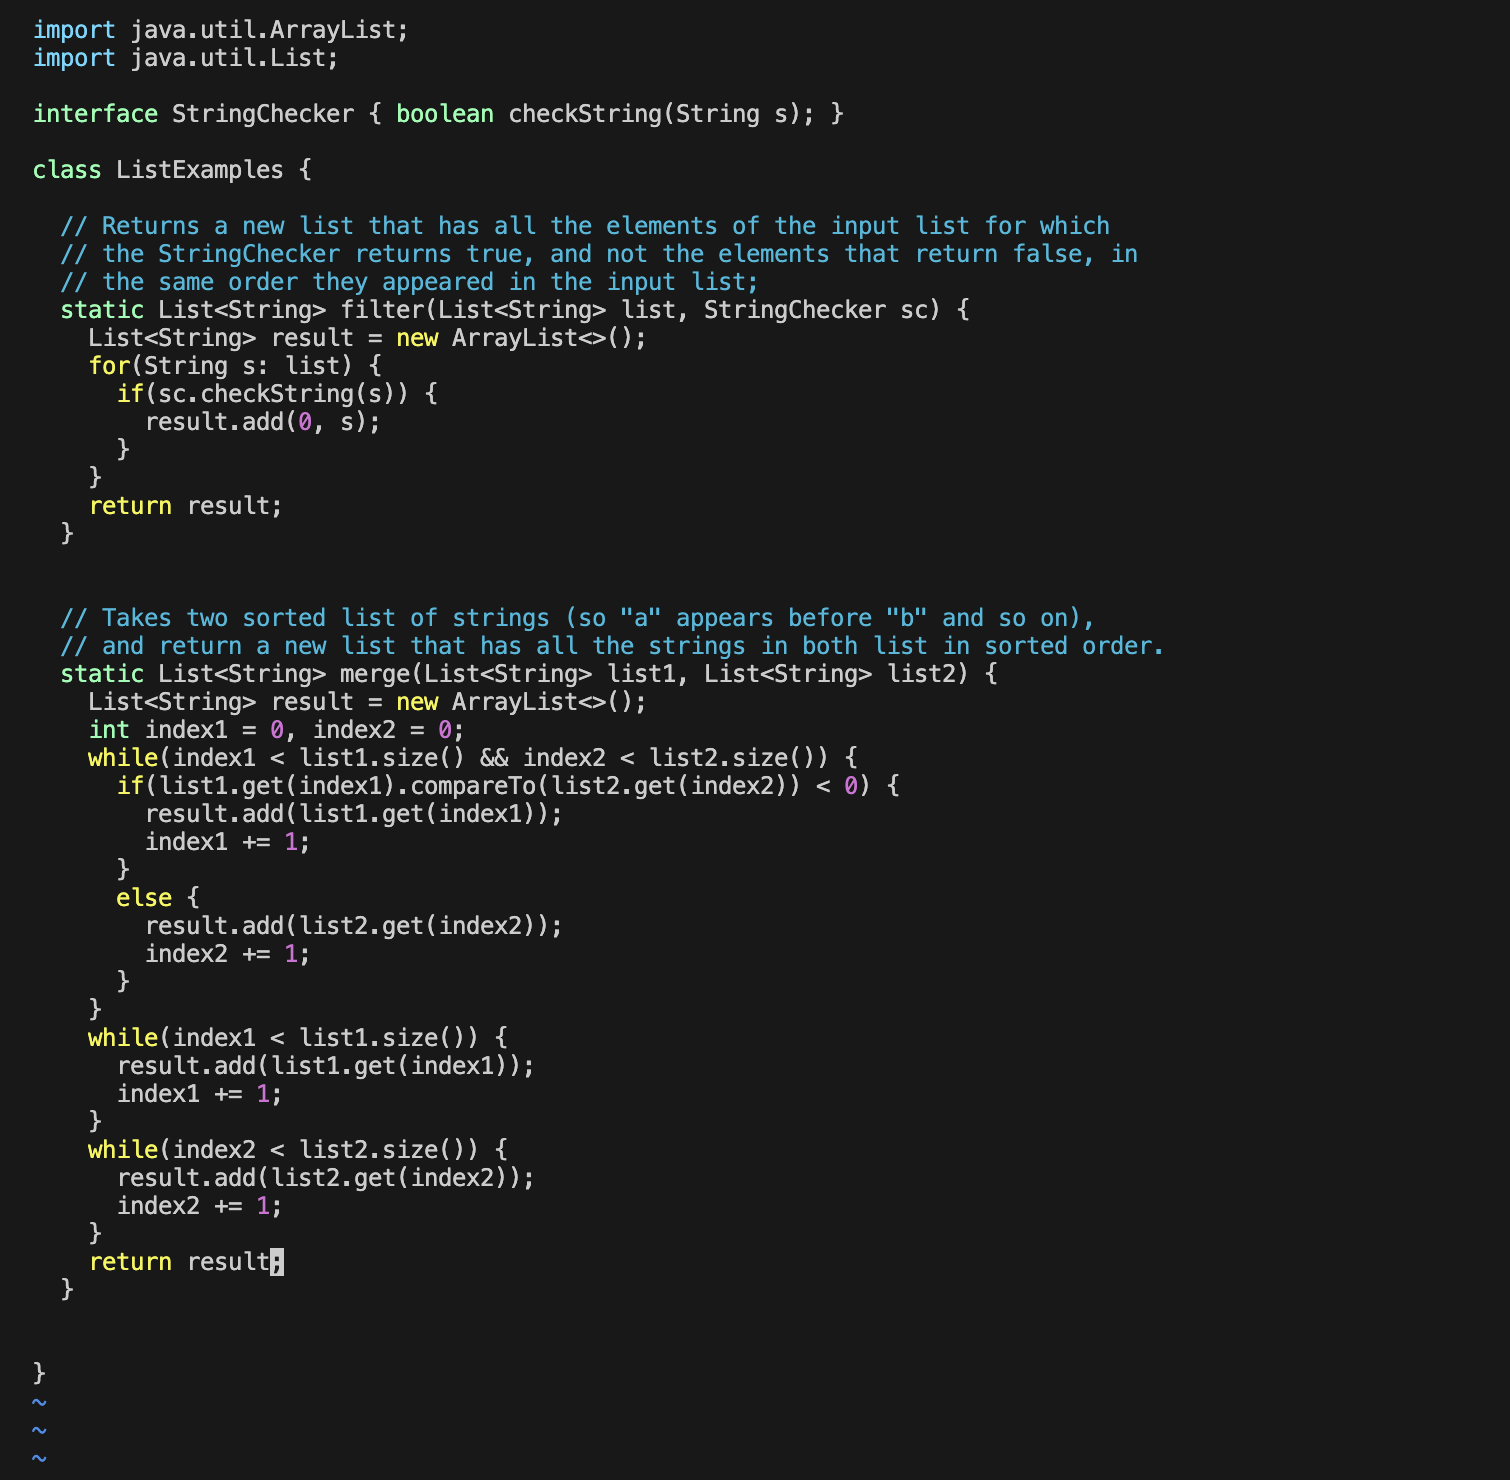 import java.util.ArrayList;
import java.util.List;

interface StringChecker { boolean checkString(String s); }

class ListExamples {

  // Returns a new list that has all the elements of the input list for which
  // the StringChecker returns true, and not the elements that return false, in
  // the same order they appeared in the input list;
  static List<String> filter(List<String> list, StringChecker sc) {
    List<String> result = new ArrayList<>();
    for(String s: list) {
      if(sc.checkString(s)) {
        result.add(0, s);
      }
    }
    return result;
  }


  // Takes two sorted list of strings (so "a" appears before "b" and so on),
  // and return a new list that has all the strings in both list in sorted order.
  static List<String> merge(List<String> list1, List<String> list2) {
    List<String> result = new ArrayList<>();
    int index1 = 0, index2 = 0;
    while(index1 < list1.size() && index2 < list2.size()) {
      if(list1.get(index1).compareTo(list2.get(index2)) < 0) {
        result.add(list1.get(index1));
        index1 += 1;
      }
      else {
        result.add(list2.get(index2));
        index2 += 1;
      }
    }
    while(index1 < list1.size()) {
      result.add(list1.get(index1));
      index1 += 1;
    }
    while(index2 < list2.size()) {
      result.add(list2.get(index2));
      index2 += 1;
    }
    return result;
  }


}
~
~
~